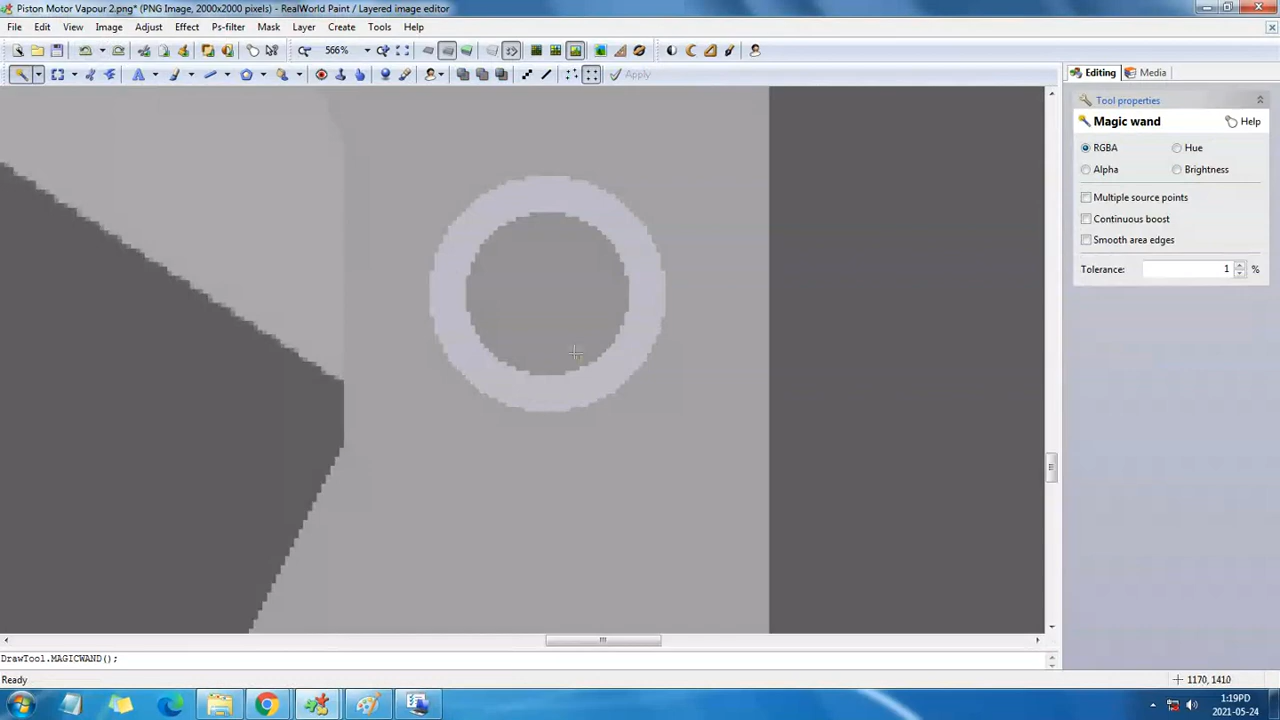 Piston Motor Vapour 2.png* (PNG Image, 2000x2000 pixels) - RealWorld Paint / Layered image editor
File Edit View Image Adjust Effect Ps-filter Mask Layer Create Tools Help
566%
Apply
Editing Media
Tool properties
Magic wand Help
RGBA Hue
Alpha Brightness
Multiple source points
Continuous boost
Smooth area edges
Tolerance: 1 %
DrawTool.MAGICWAND();
Ready 1170, 1410
1:19PD
2021-05-24